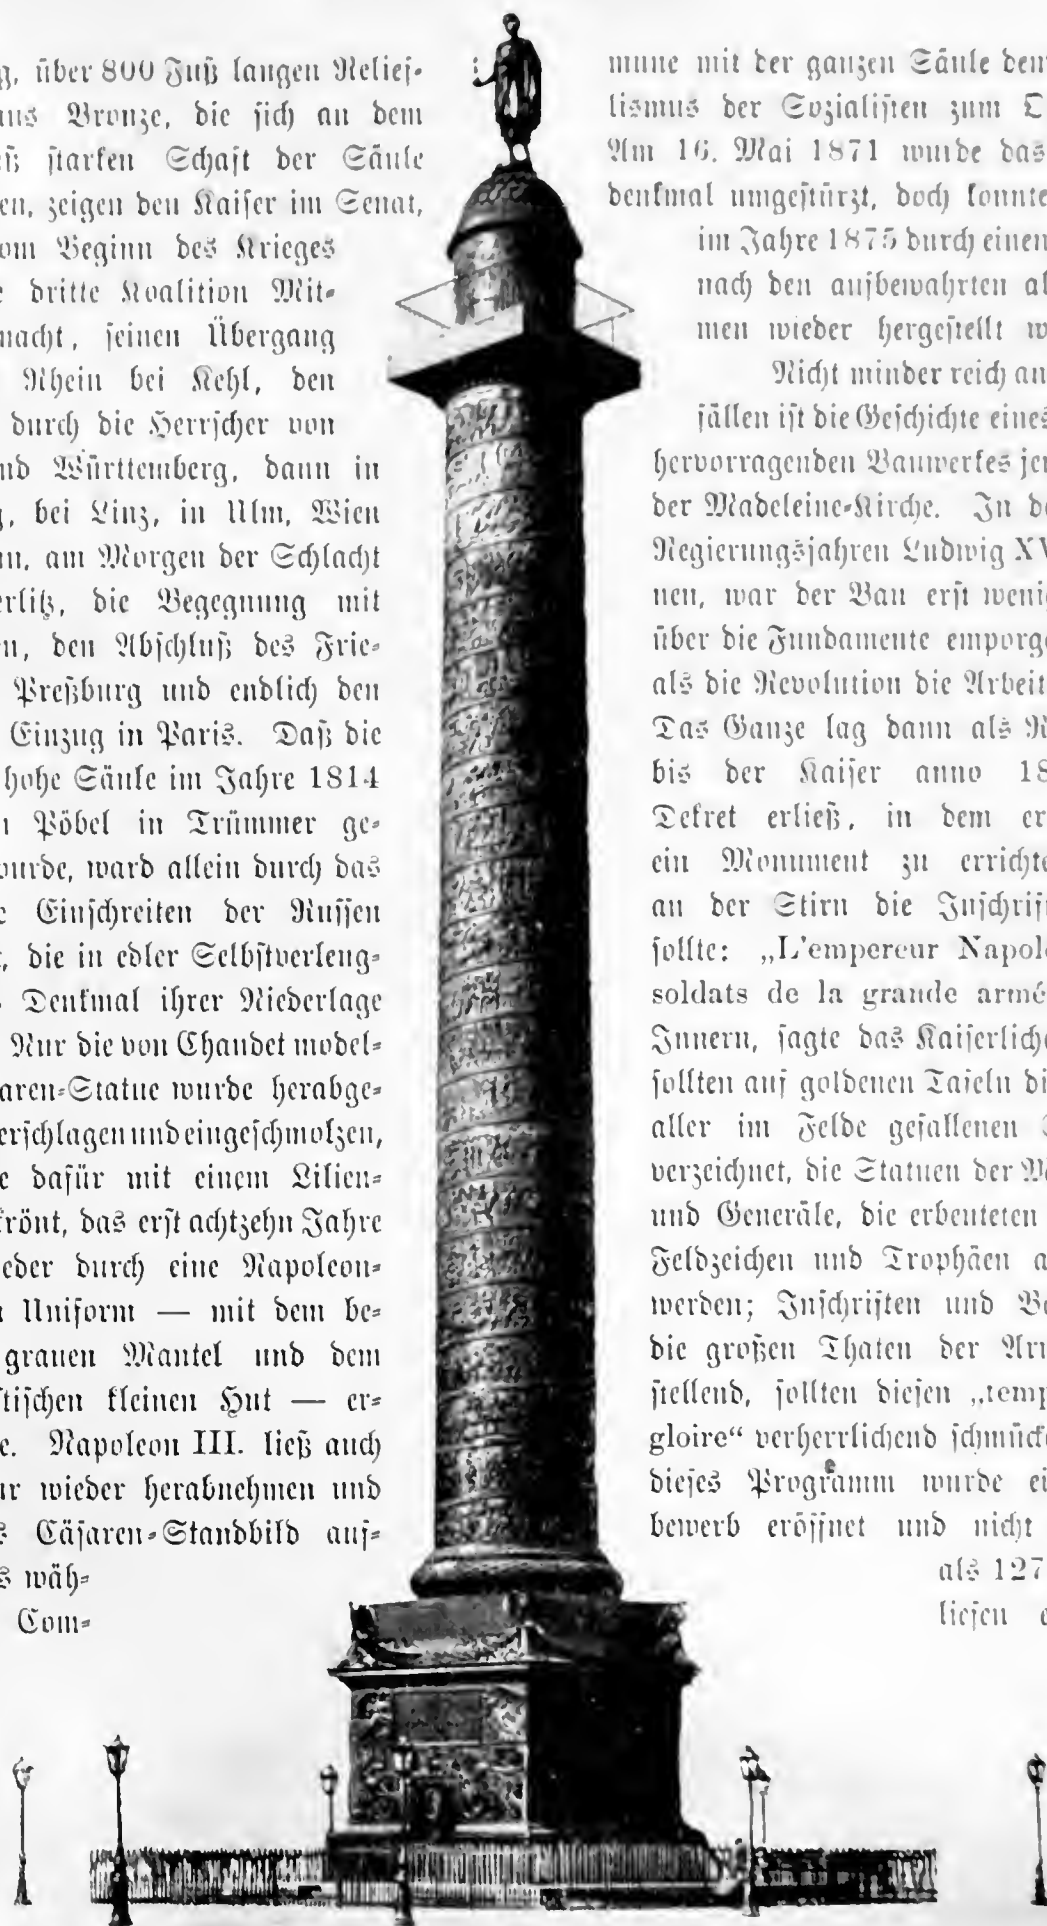 g, über 800 Fuß langen Relief-
aus Bronze, die sich an dem
ß starken Schaft der Säule
en, zeigen den Kaiser im Senat,
om Beginn des Krieges
e dritte Koalition Mit-
macht, seinen Übergang
Rhein bei Kehl, den
durch die Herrscher von
nd Württemberg, dann in
g, bei Linz, in Ulm, Wien
nn, am Morgen der Schlacht
erlitz, die Begegnung mit
n, den Abschluß des Frie-
Preßburg und endlich den
Einzug in Paris. Daß die
hohe Säule im Jahre 1814
n Pöbel in Trümmer ge-
wurde, ward allein durch das
e Einschreiten der Russen
t, die in edler Selbstverleug-
s Denkmal ihrer Niederlage
Nur die von Chaudet model-
aren-Statue wurde herabge-
erschlagen und eingeschmolzen,
e dafür mit einem Lilien-
krönt, das erst achtzehn Jahre
ieder durch eine Napoleon-
n Uniform — mit dem be-
grauen Mantel und dem
stischen kleinen Hut — er-
e. Napoleon III. ließ auch
ur wieder herabnehmen und
s Cäsaren-Standbild auf-
s wäh-
Com-
mune mit der ganzen Säule dem
lismus der Sozialisten zum
Am 16. Mai 1871 wurde das
denkmal umgestürzt, doch konnte
im Jahre 1875 durch einen
nach den aufbewahrten al
men wieder hergestellt w
Nicht minder reich an
fällen ist die Geschichte eines
hervorragenden Bauwerkes jen
der Madeleine-Kirche. In de
Regierungsjahren Ludwig XV
nen, war der Bau erst wenig
über die Fundamente emporge
als die Revolution die Arbeit
Das Ganze lag dann als R
bis der Kaiser anno 18
Dekret erließ, in dem er
ein Monument zu errichte
an der Stirn die Inschrift
sollte: „L'empereur Napole
soldats de la grande armé
Innern, sagte das Kaiserliche
sollten auf goldenen Tafeln di
aller im Felde gefallenen
verzeichnet, die Statuen der M
und Generäle, die erbeuteten
Feldzeichen und Trophäen a
werden; Inschriften und Ba
die großen Thaten der Arm
stellend, sollten diesen „temp
gloire“ verherrlichend schmücke
dieses Programm wurde ei
bewerb eröffnet und nicht
als 127
liefen e